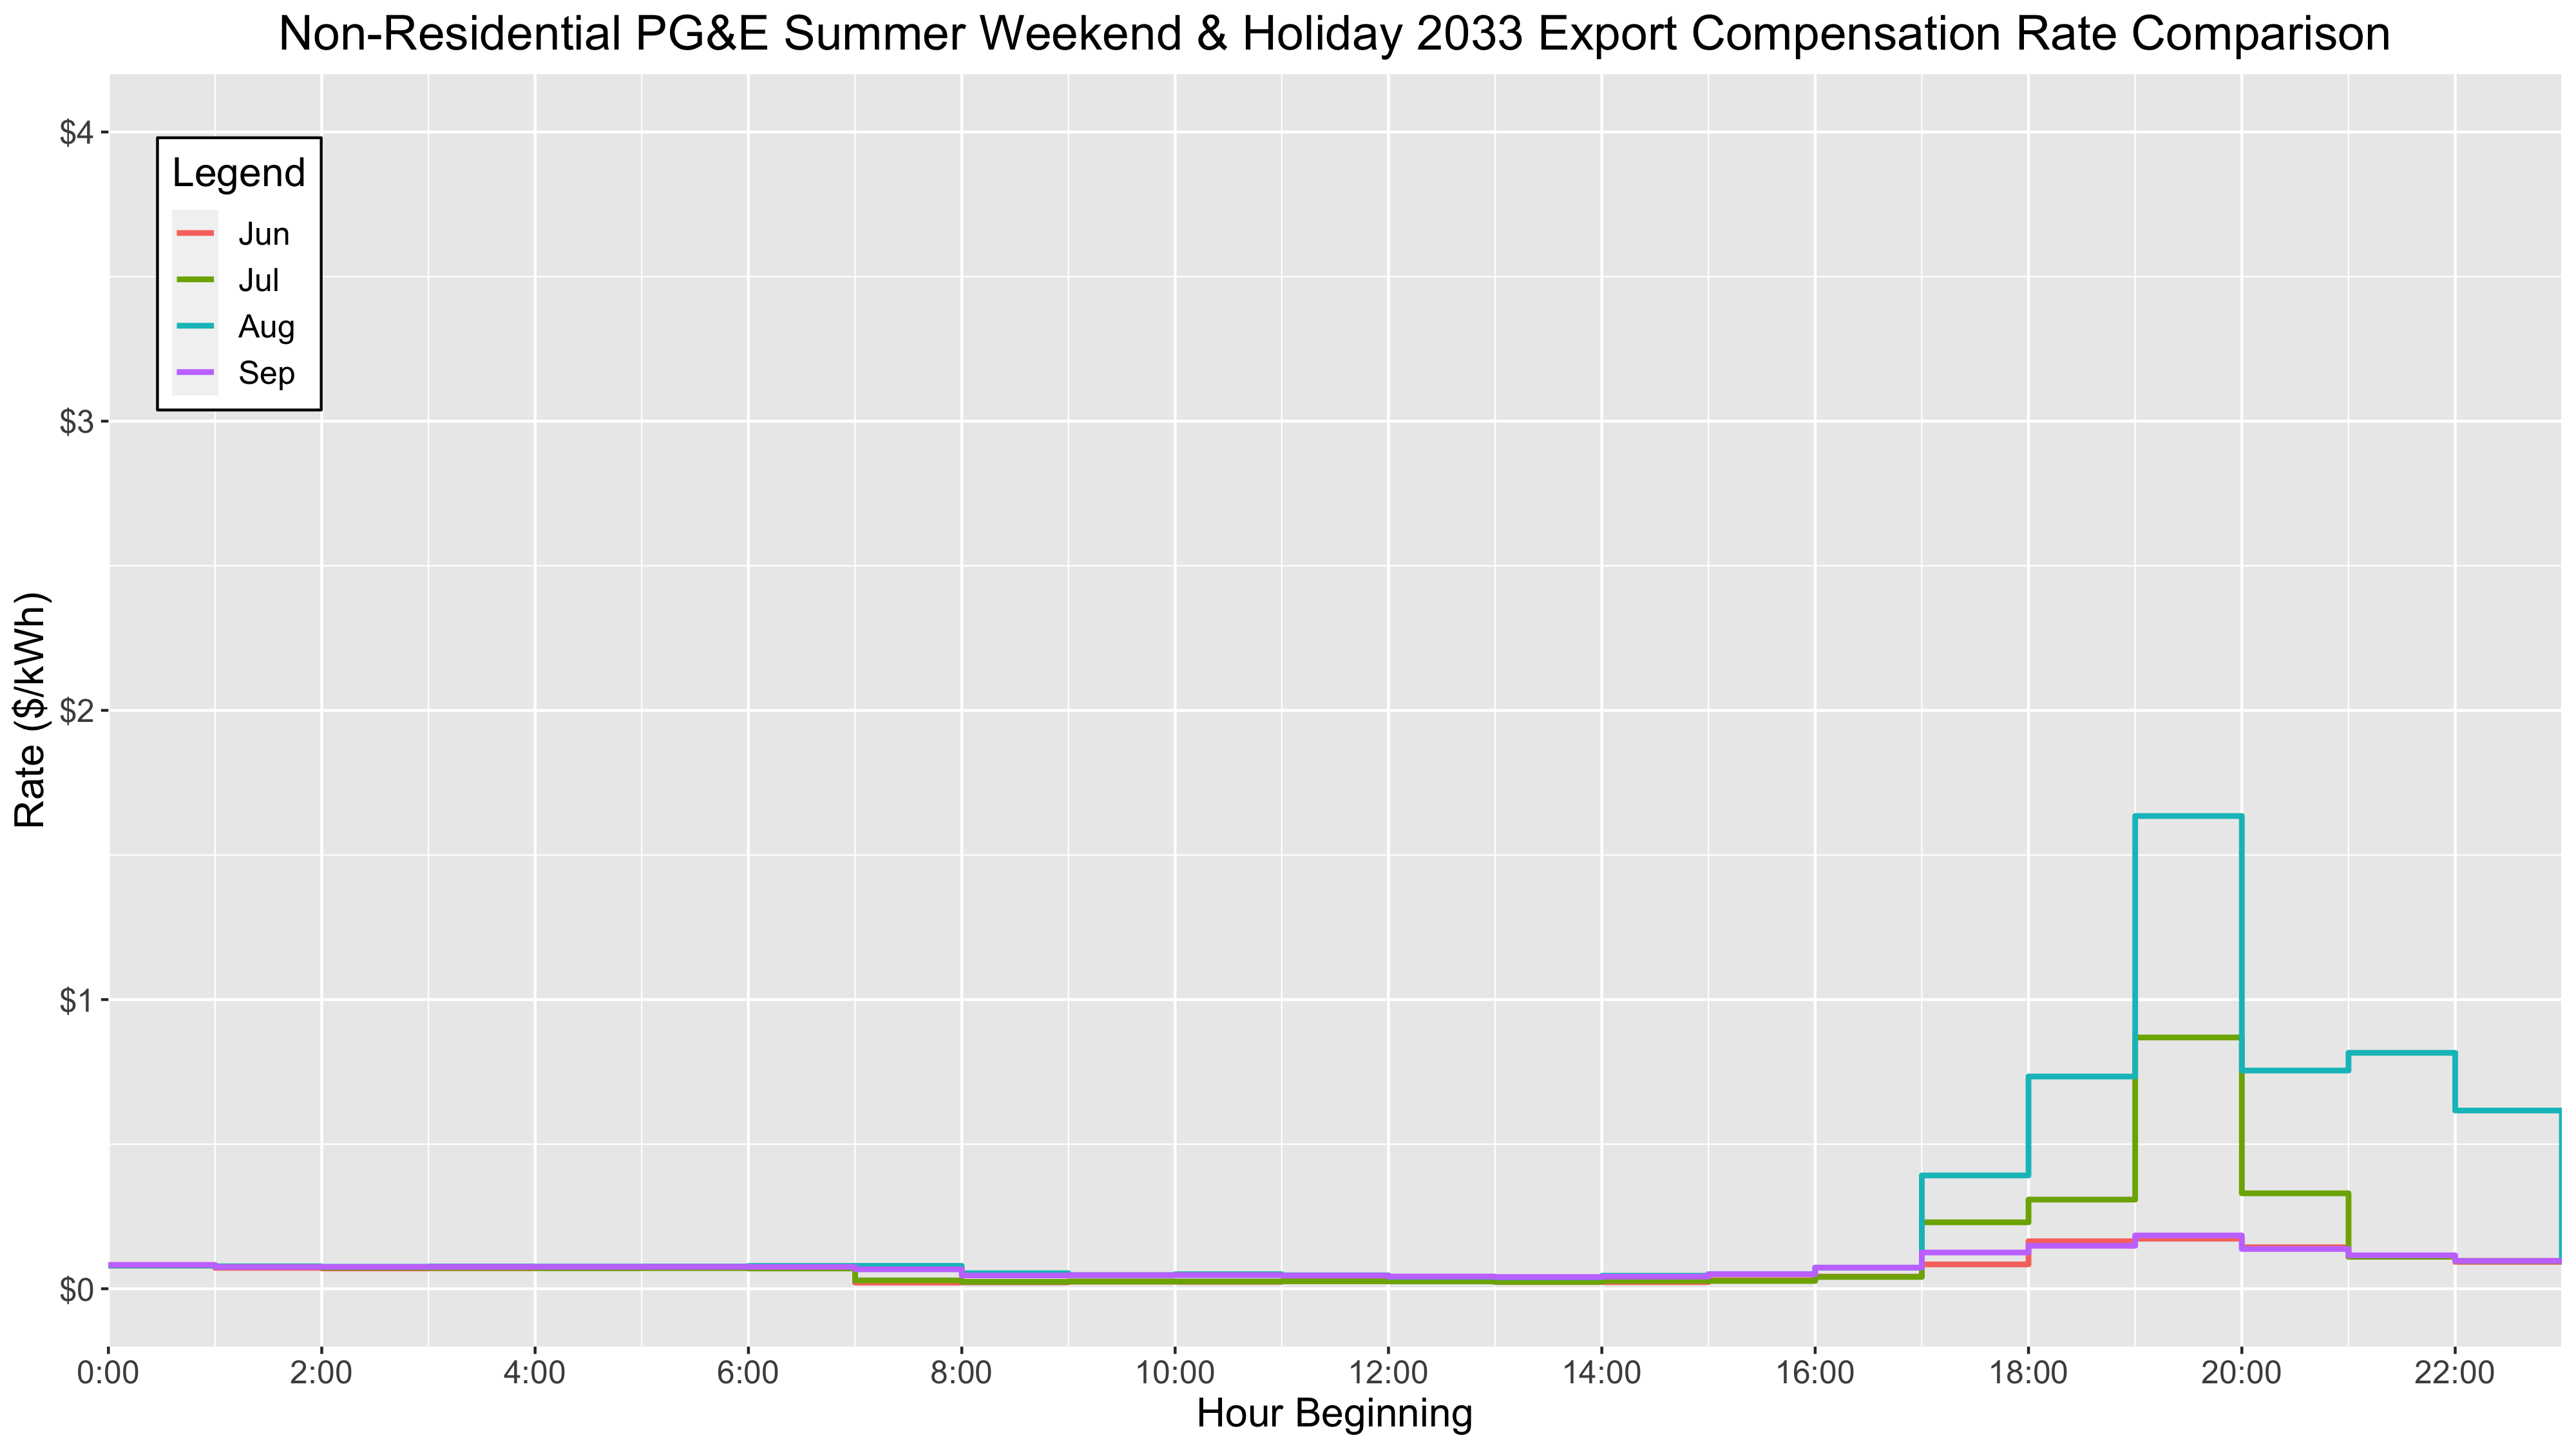 Non-Residential PG&E Summer Weekend & Holiday 2033 Export Compensation Rate Comparison
$4
Legend
Jun
Jul
Aug
Sep
$3
Rate ($/kWh)
$2
$1
$0
0:00 2:00 4:00 6:00 8:00 10:00 12:00 14:00 16:00 18:00 20:00 22:00
Hour Beginning